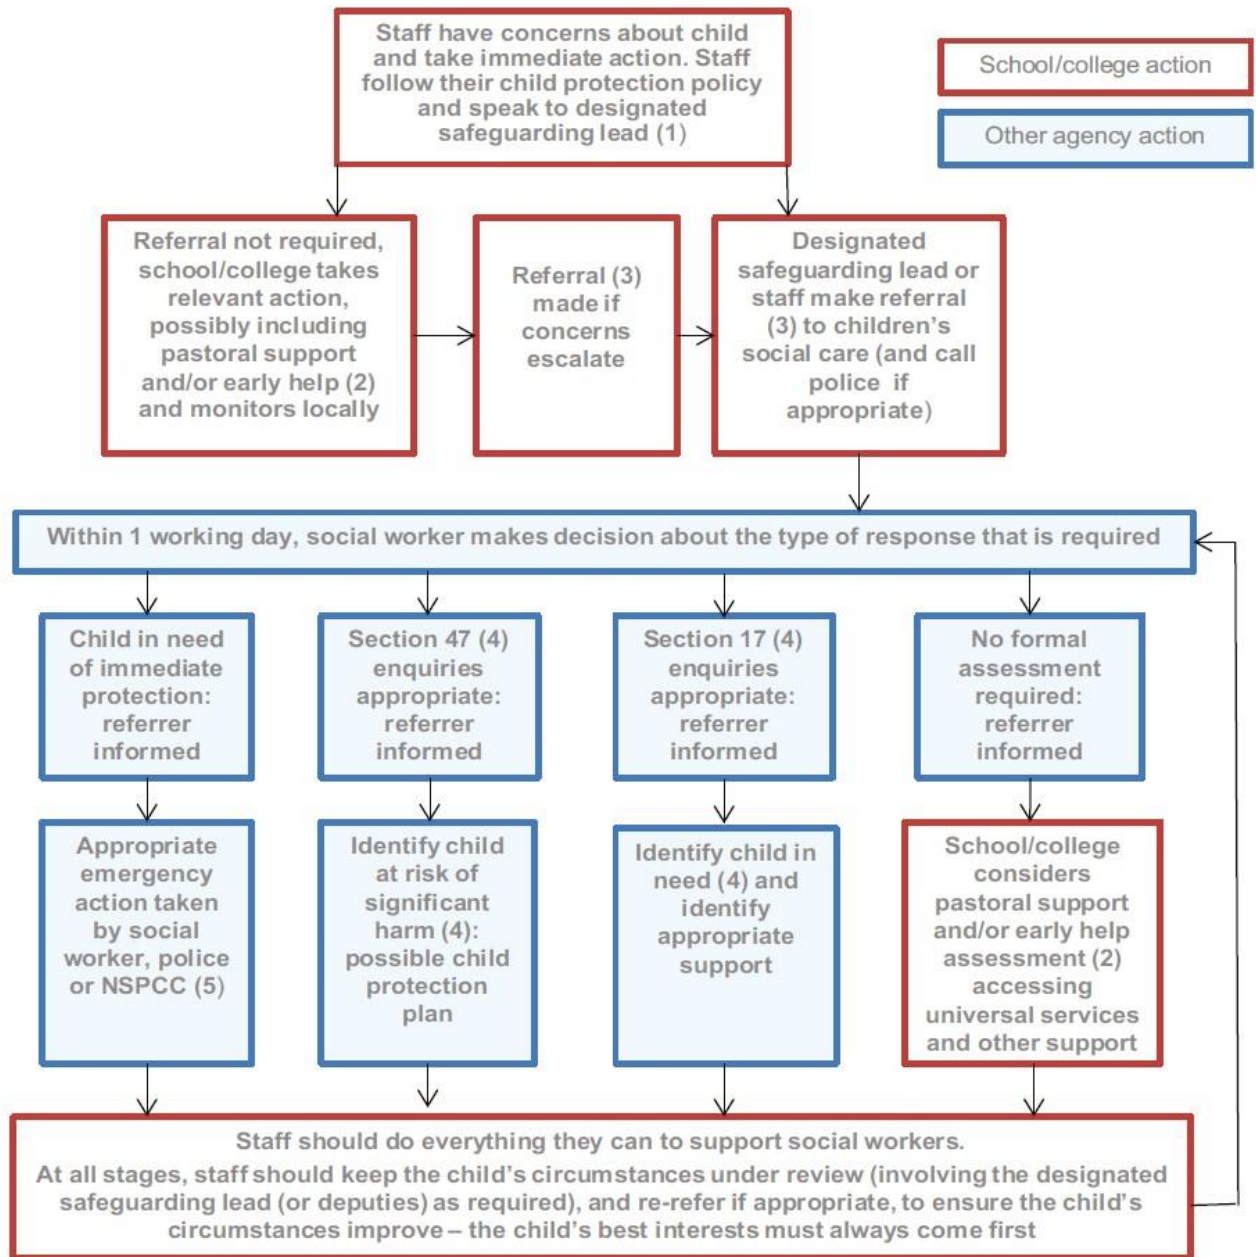 Staff have concerns about child
and take immediate action. Staff
follow their child protection policy
and speak to designated
safeguarding lead (1)
School/college action
Other agency action
Referral not required,
school/college takes
relevant action,
possibly including
pastoral support
and/or early help (2)
and monitors locally
Referral (3)
made if
concerns
escalate
Designated
safeguarding lead or
staff make referral
(3) to children’s
social care (and call
police if
appropriate)
Within 1 working day, social worker makes decision about the type of response that is required
Child in need
of immediate
protection:
referrer
informed
Section 47 (4)
enquiries
appropriate:
referrer
informed
Section 17 (4)
enquiries
appropriate:
referrer
informed
No formal
assessment
required:
referrer
informed
Appropriate
emergency
action taken
by social
worker, police
or NSPCC (5)
Identify child
at risk of
significant
harm (4):
possible child
protection
plan
Identify child in
need (4) and
identify
appropriate
support
School/college
considers
pastoral support
and/or early help
assessment (2)
accessing
universal services
and other support
Staff should do everything they can to support social workers.
At all stages, staff should keep the child’s circumstances under review (involving the designated
safeguarding lead (or deputies) as required), and re-refer if appropriate, to ensure the child’s
circumstances improve – the child’s best interests must always come first